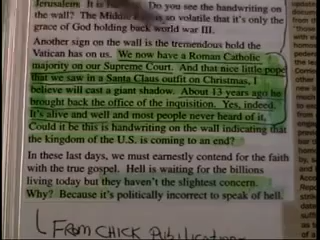 Jerusalem. It is Do you see the handwriting on
the wall? The Middle is so volatile that it's only the
grace of God holding back world war III.
Another sign on the wall is the tremendous hold the
Vatican has on us. We now have a Roman Catholic
majority on our Supreme Court. And that nice little pope
that we saw in a Santa Claus outfit on Christmas, I
believe will cast a giant shadow. About 13 years ago he
brought back the office of the inquisition. Yes, indeed.
It's alive and well and most people never heard of it.
Could it be this is handwriting on the wall indicating that
the kingdom of the U.S. is coming to an end?
In these last days, we must earnestly contend for the faith
with the true gospel. Hell is waiting for the billions
living today but they haven't the slightest concern.
Why? Because it's politically incorrect to speak of hell.
FROM CHICK